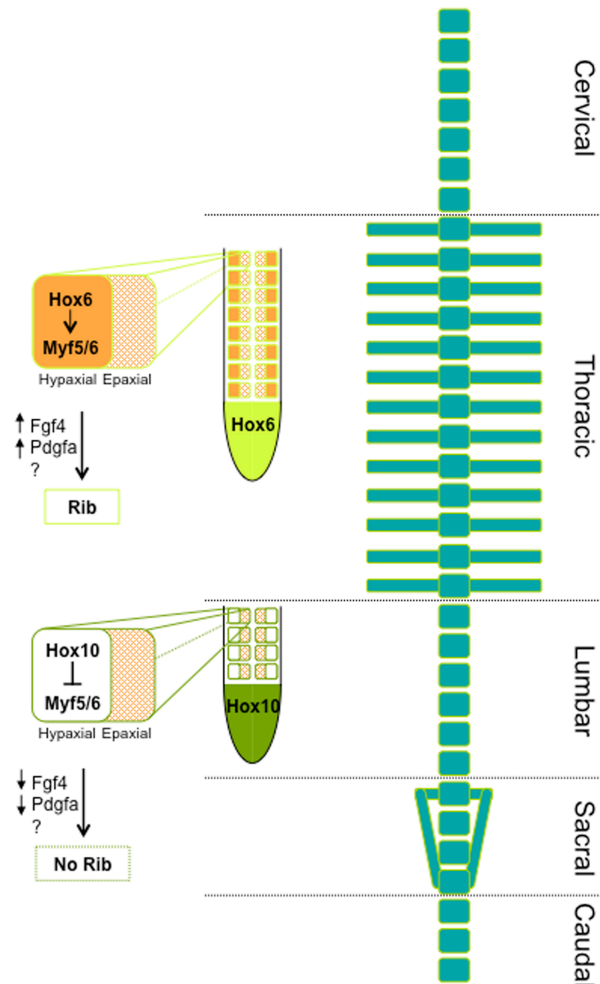 Cervical
Hox6
Myf5/6
Hypaxial Epaxial
Hox6
Fgf4
Pdgfa
?
Rib
Thoracic
Hox10
Myf5/6
Hypaxial Epaxial
Hox10
Fgf4
Pdgfa
?
No Rib
Lumbar
Sacral
Caudal